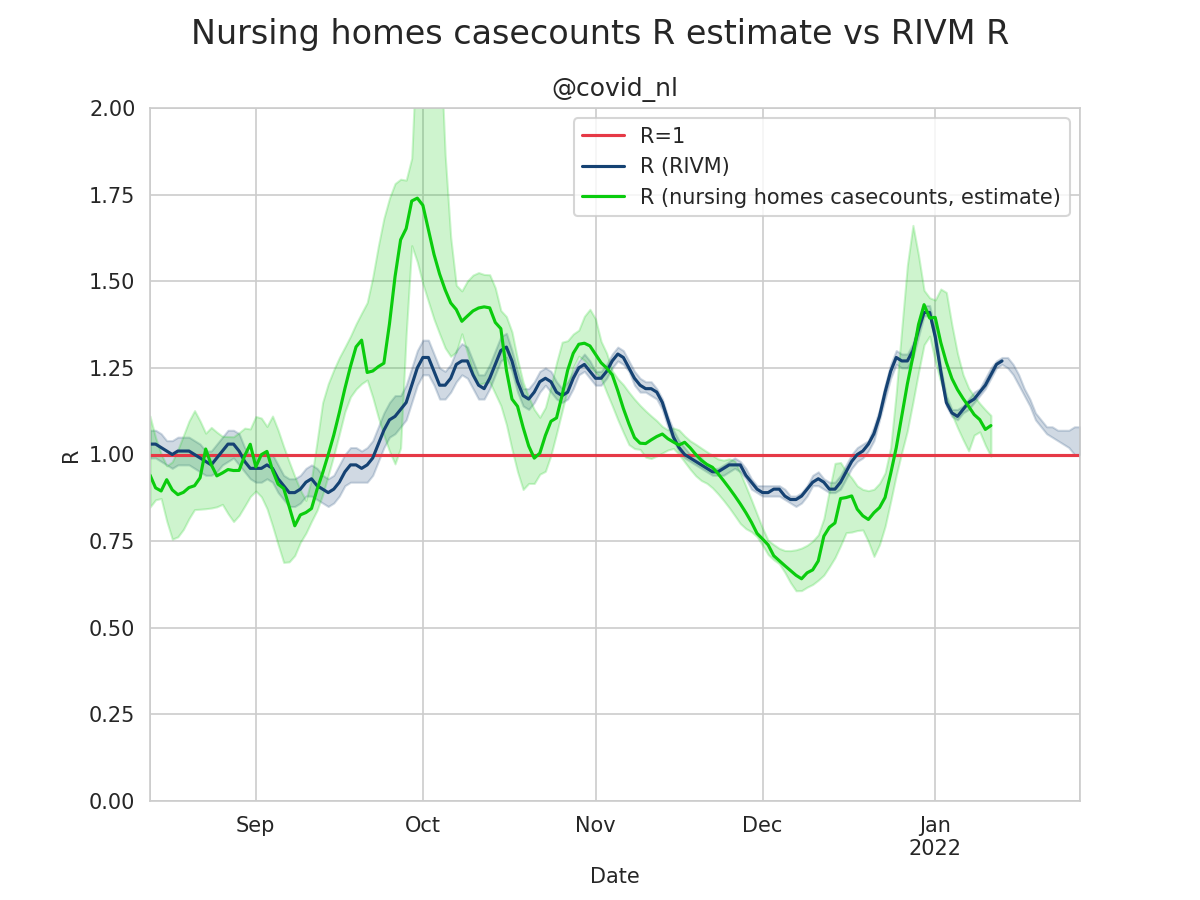 Nursing homes casecounts R estimate vs RIVM R
@covid_nl
R=1
R (RIVM)
R (nursing homes casecounts, estimate)
2.00
1.75
1.50
1.25
1.00
0.75
0.50
0.25
0.00
R
Sep
Oct
Nov
Dec
Jan
2022
Date